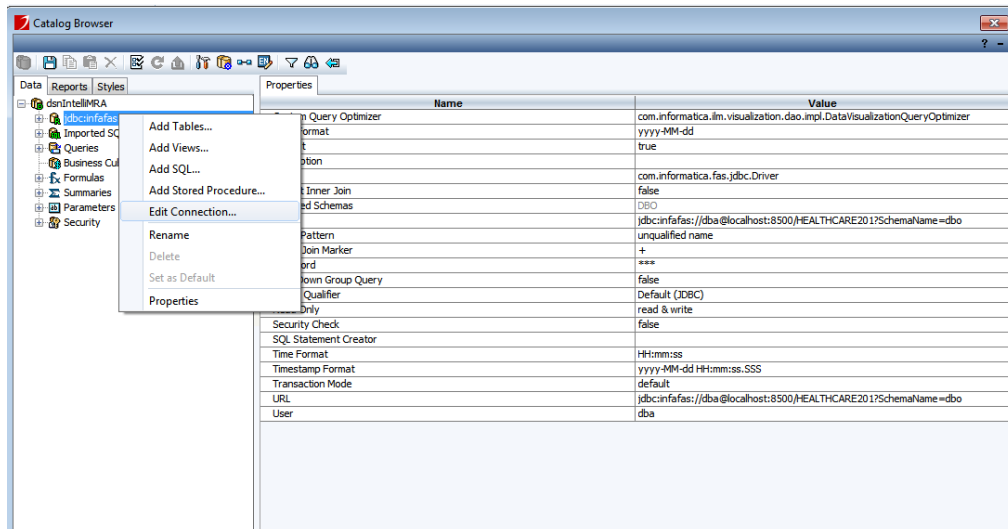 Catalog Browser
? -
Data Reports Styles
Properties
dsnIntelliMRA
jdbc:infafas
Imported SQ
Queries
Business Cu
Formulas
Summaries
Parameters
Security
Add Tables...
Add Views...
Add SQL...
Add Stored Procedure...
Edit Connection...
Rename
Delete
Set as Default
Properties
Name Value
Query Optimizer com.informatica.ilm.visualization.dao.impl.DataVisualizationQueryOptimizer
ormat yyyy-MM-dd
t true
ption
com.informatica.fas.jdbc.Driver
t Inner Join false
ed Schemas DBO
jdbc:infafas://dba@localhost:8500/HEALTHCARE201?SchemaName=dbo
Pattern unqualified name
Join Marker +
ord ***
Down Group Query false
Qualifier Default (JDBC)
Read Only read & write
Security Check false
SQL Statement Creator
Time Format HH:mm:ss
Timestamp Format yyyy-MM-dd HH:mm:ss.SSS
Transaction Mode default
URL jdbc:infafas://dba@localhost:8500/HEALTHCARE201?SchemaName=dbo
User dba